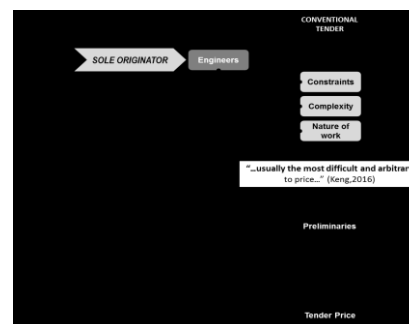 CONVENTIONAL
TENDER
SOLE ORIGINATOR
Engineers
Constraints
Complexity
Nature of
work
"…usually the most difficult and arbitrar
to price…" (Keng,2016)
Preliminaries
Tender Price